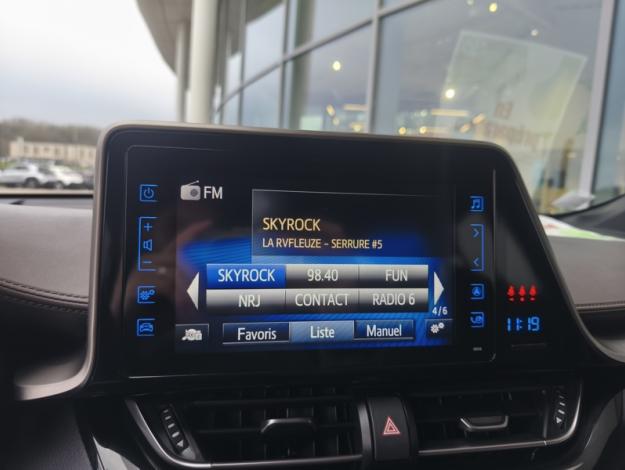 FM
SKYROCK
LA RVFLEUZE - SERRURE #5
SKYROCK 98.40 FUN
NRJ CONTACT RADIO 6
4/6
Favoris Liste Manuel
11:19